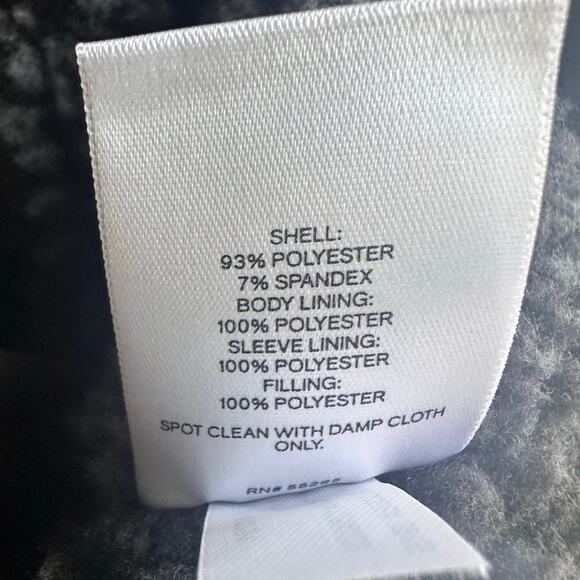 SHELL:
93% POLYESTER
7% SPANDEX
BODY LINING:
100% POLYESTER
SLEEVE LINING:
100% POLYESTER
FILLING:
100% POLYESTER
SPOT CLEAN WITH DAMP CLOTH
ONLY.
RN#